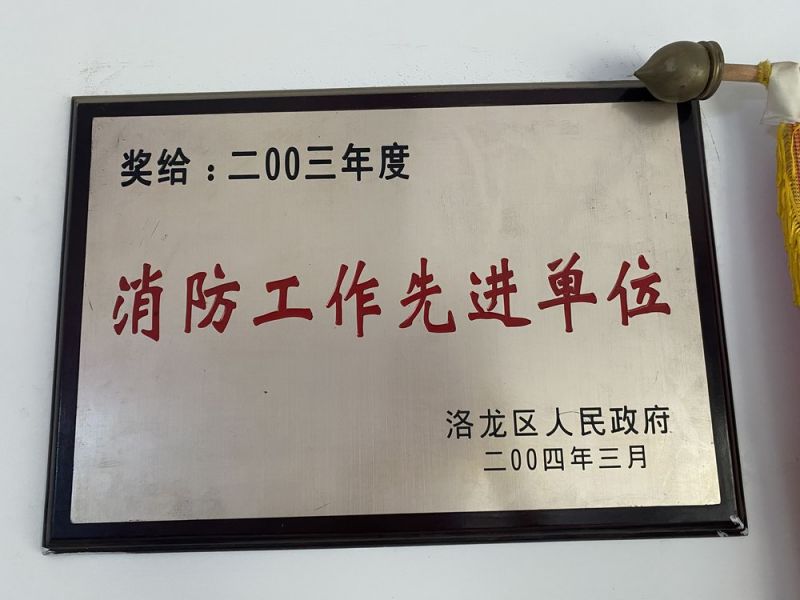 奖给：二00三年度
消防工作先进单位
洛龙区人民政府
二00四年三月